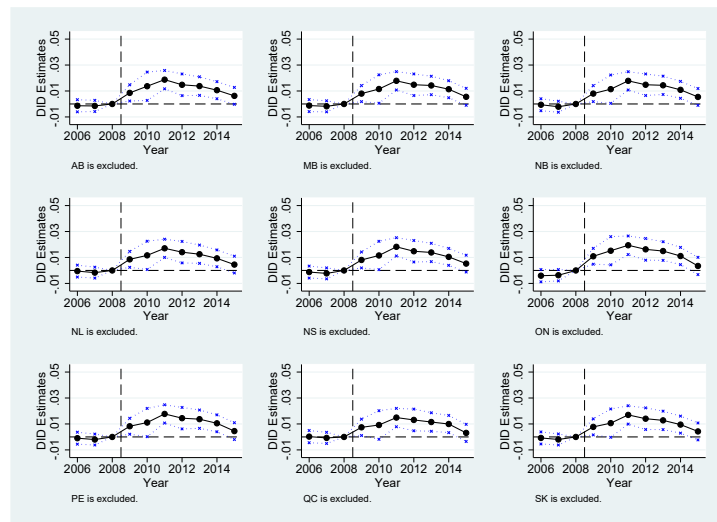 DID Estimates
-.01 .01 .03 .05
2006 2008 2010 2012 2014
Year
AB is excluded.
DID Estimates
-.01 .01 .03 .05
2006 2008 2010 2012 2014
Year
MB is excluded.
DID Estimates
-.01 .01 .03 .05
2006 2008 2010 2012 2014
Year
NB is excluded.
DID Estimates
-.01 .01 .03 .05
2006 2008 2010 2012 2014
Year
NL is excluded.
DID Estimates
-.01 .01 .03 .05
2006 2008 2010 2012 2014
Year
NS is excluded.
DID Estimates
-.01 .01 .03 .05
2006 2008 2010 2012 2014
Year
ON is excluded.
DID Estimates
-.01 .01 .03 .05
2006 2008 2010 2012 2014
Year
PE is excluded.
DID Estimates
-.01 .01 .03 .05
2006 2008 2010 2012 2014
Year
QC is excluded.
DID Estimates
-.01 .01 .03 .05
2006 2008 2010 2012 2014
Year
SK is excluded.